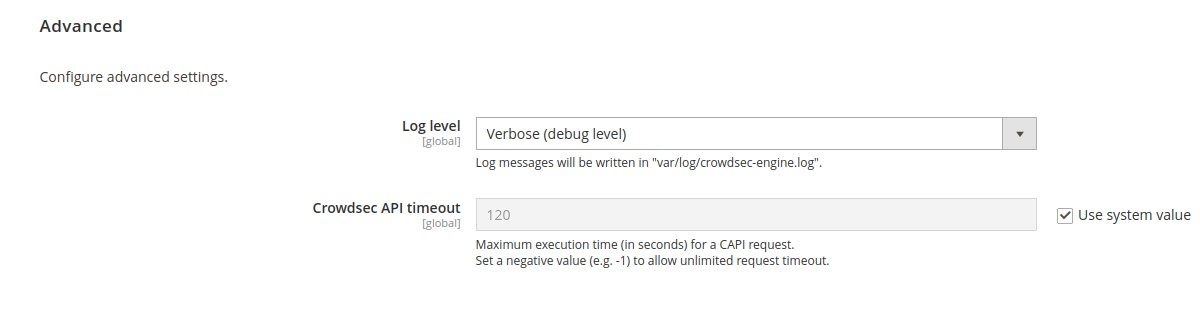 Advanced
Configure advanced settings.
Log level
[global]
Verbose (debug level)
Log messages will be written in "var/log/crowdsec-engine.log".
Crowdsec API timeout
[global]
120
Use system value
Maximum execution time (in seconds) for a CAPI request.
Set a negative value (e.g. -1) to allow unlimited request timeout.